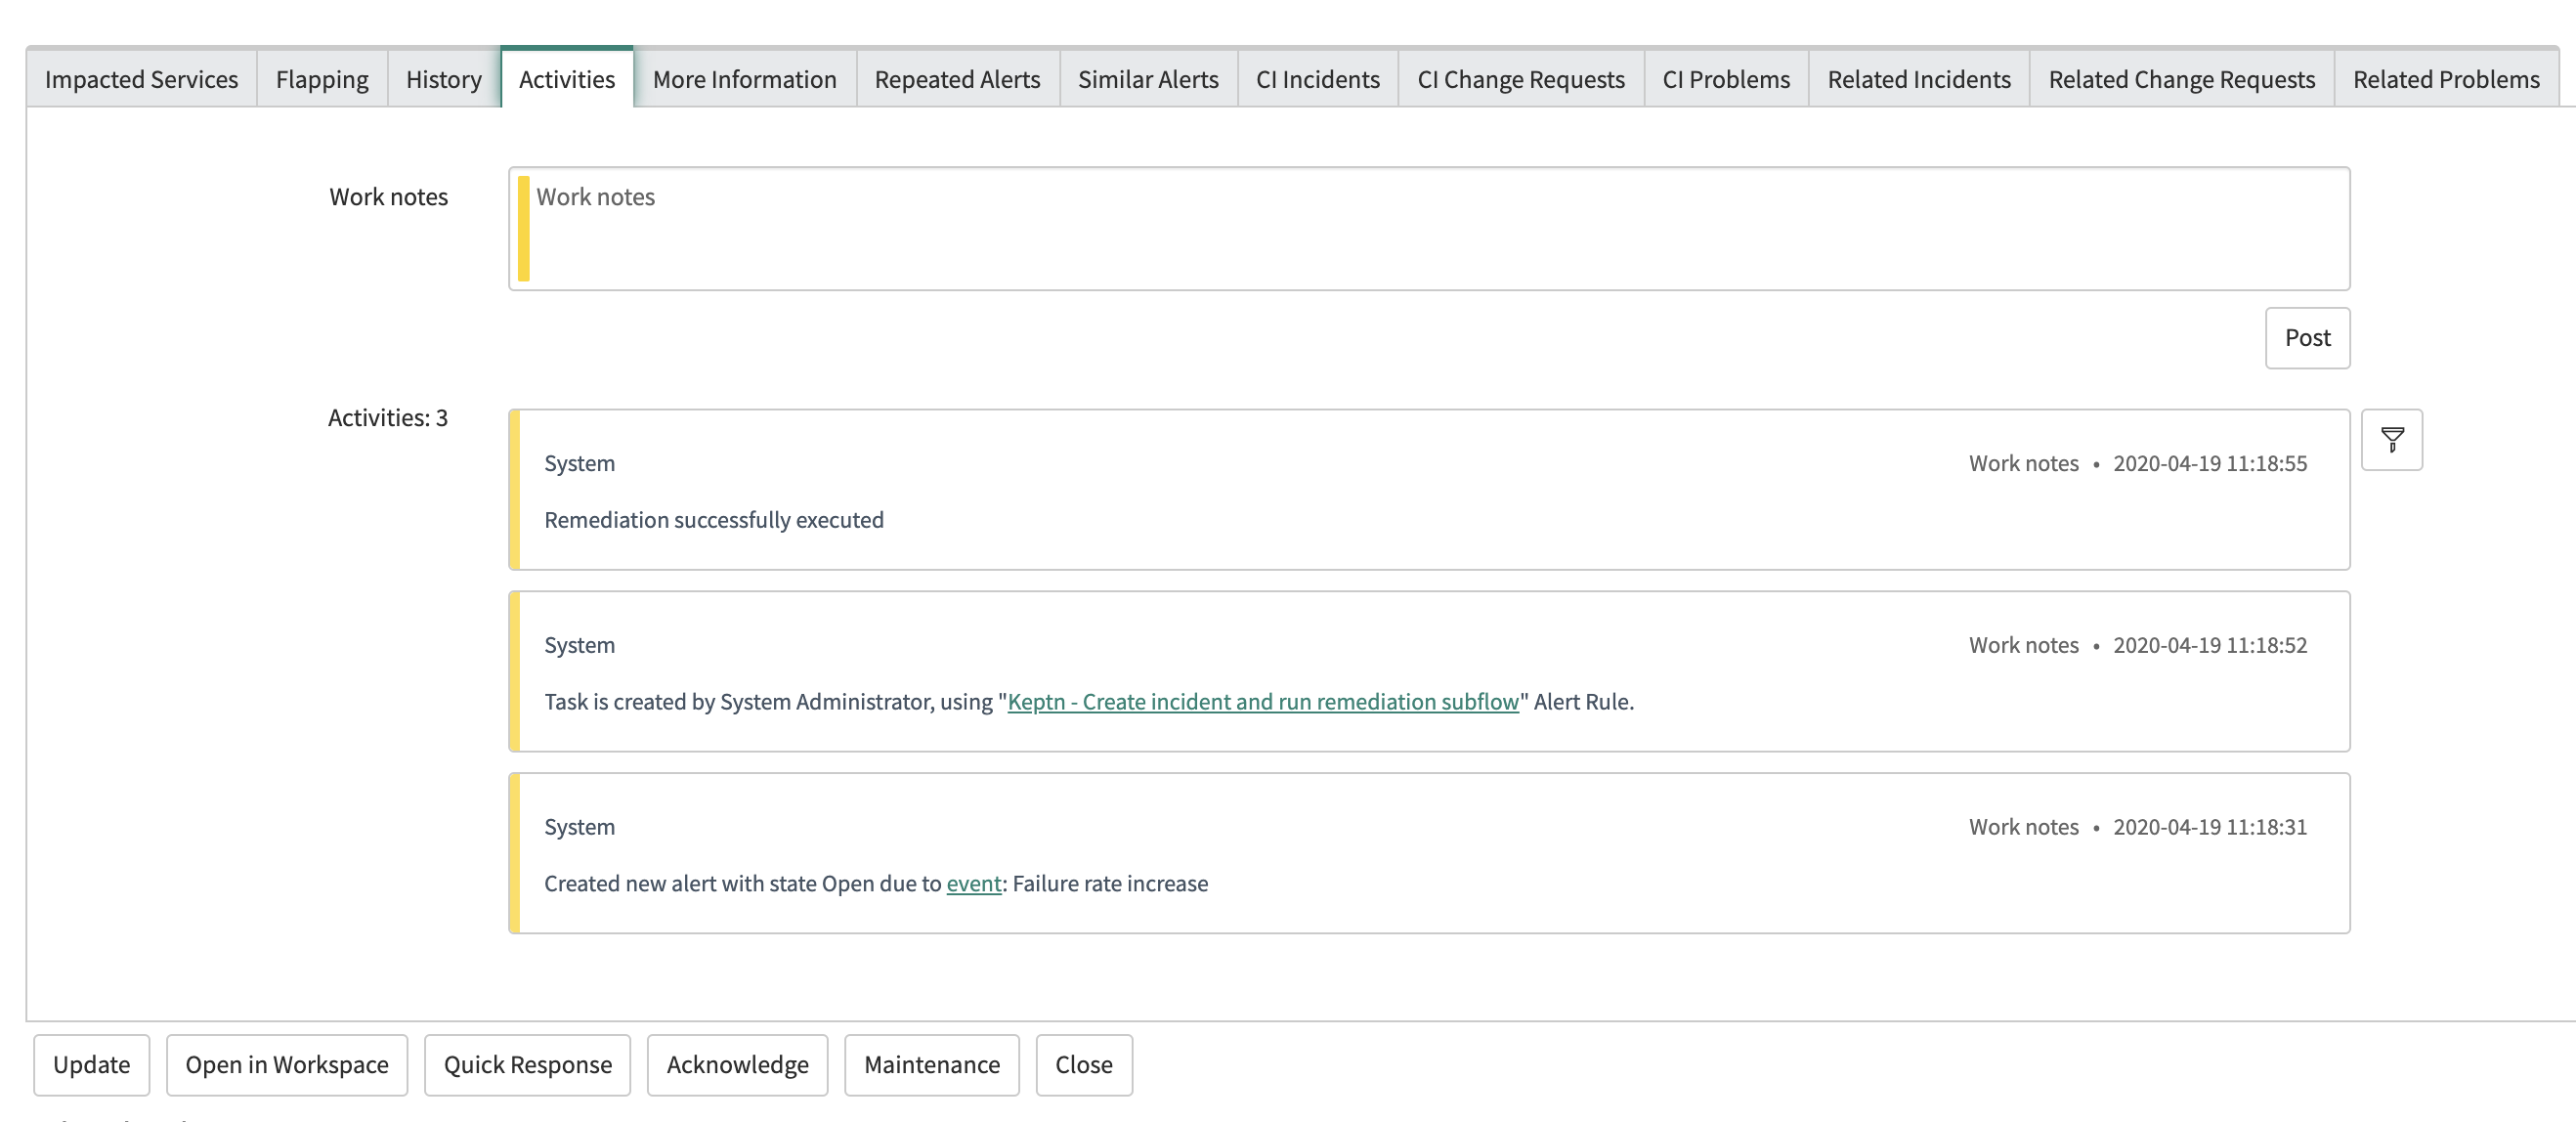 Impacted Services Flapping History Activities More Information Repeated Alerts Similar Alerts CI Incidents CI Change Requests CI Problems Related Incidents Related Change Requests Related Problems
Work notes Work notes
Post
Activities: 3
System Work notes • 2020-04-19 11:18:55
Remediation successfully executed
System Work notes • 2020-04-19 11:18:52
Task is created by System Administrator, using "Keptn - Create incident and run remediation subflow" Alert Rule.
System Work notes • 2020-04-19 11:18:31
Created new alert with state Open due to event: Failure rate increase
Update Open in Workspace Quick Response Acknowledge Maintenance Close